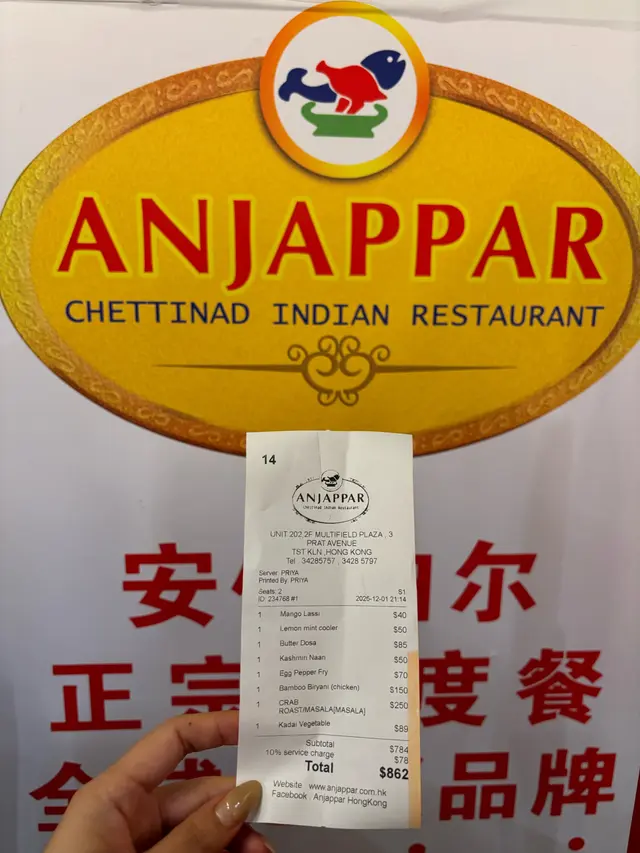 ANJAPPAR
CHETTINAD INDIAN RESTAURANT
14
ANJAPPAR
CHETTINAD INDIAN RESTAURANT
UNIT 202,2F MULTIFIELD PLAZA , 3
PRAT AVENUE
TST KLN ,HONG KONG
Tel 34285757 , 3428 5797
Server: PRIYA
Printed By: PRIYA
Seats: 2 S1
ID: 234768 #1 2025-12-01 21:14
1 Mango Lassi $40
1 Lemon mint cooler $50
1 Butter Dosa $85
1 Kashmiri Naan $50
1 Egg Pepper Fry $70
1 Bamboo Biryani (chicken) $150
1 CRAB $250
ROAST/MASALA[MASALA]
1 Kadai Vegetable $89
Subtotal $784
10% service charge $78
Total $862
Website www.anjappar.com.hk
Facebook : Anjappar HongKong
安 尔
正宗 度餐
全 品牌